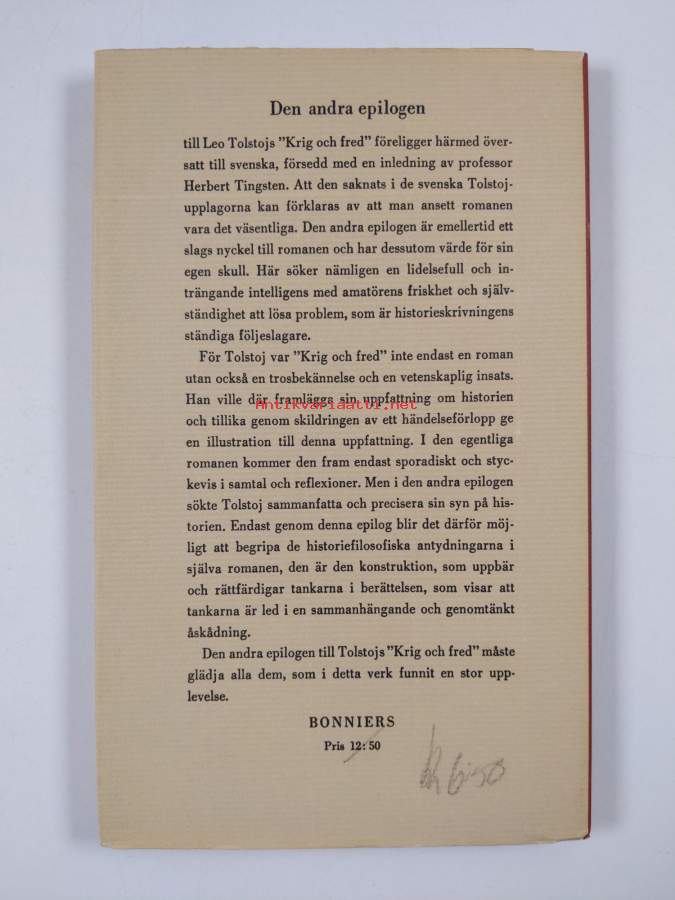 Den andra epilogen
till Leo Tolstojs ”Krig och fred” föreligger härmed över-
satt till svenska, försedd med en inledning av professor
Herbert Tingsten. Att den saknats i de svenska Tolstoj-
upplagorna kan förklaras av att man ansett romanen
vara det väsentliga. Den andra epilogen är emellertid ett
slags nyckel till romanen och har dessutom värde för sin
egen skull. Här söker nämligen en lidelsefull och in-
trängande intelligens med amatörens friskhet och själv-
ständighet att lösa problem, som är historieskrivningens
ständiga följeslagare.
För Tolstoj var ”Krig och fred” inte endast en roman
utan också en trosbekännelse och en vetenskaplig insats.
Han ville där framlägga sin uppfattning om historien
Antikvariaatti.net
och tillika genom skildringen av ett händelseförlopp ge
en illustration till denna uppfattning. I den egentliga
romanen kommer den fram endast sporadiskt och styc-
kevis i samtal och reflexioner. Men i den andra epilogen
sökte Tolstoj sammanfatta och precisera sin syn på his-
torien. Endast genom denna epilog blir det därför möj-
ligt att begripa de historiefilosofiska antydningarna i
själva romanen, den är den konstruktion, som uppbär
och rättfärdigar tankarna i berättelsen, som visar att
tankarna är led i en sammanhängande och genomtänkt
åskådning.
Den andra epilogen till Tolstojs ”Krig och fred” måste
glädja alla dem, som i detta verk funnit en stor upp-
levelse.
BONNIERS
Pris 12:50